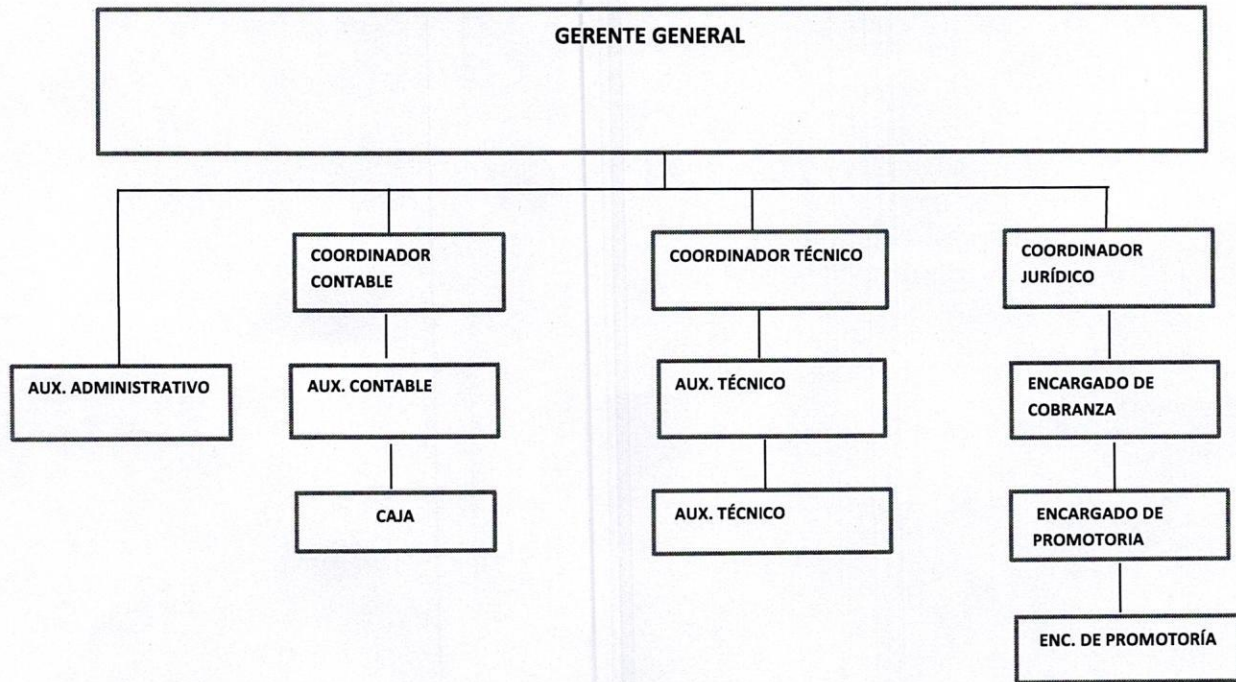 GERENTE GENERAL
COORDINADOR
CONTABLE
COORDINADOR TÉCNICO
COORDINADOR
JURÍDICO
AUX. ADMINISTRATIVO
AUX. CONTABLE
AUX. TÉCNICO
ENCARGADO DE
COBRANZA
CAJA
AUX. TÉCNICO
ENCARGADO DE
PROMOTORIA
ENC. DE PROMOTORÍA